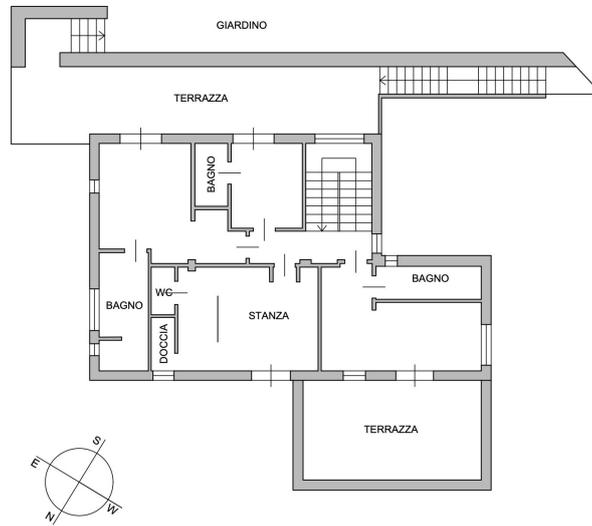 GIARDINO
TERRAZZA
BAGNO
BAGNO
WC
BAGNO
STANZA
DOCCIA
TERRAZZA
S
E
W
N